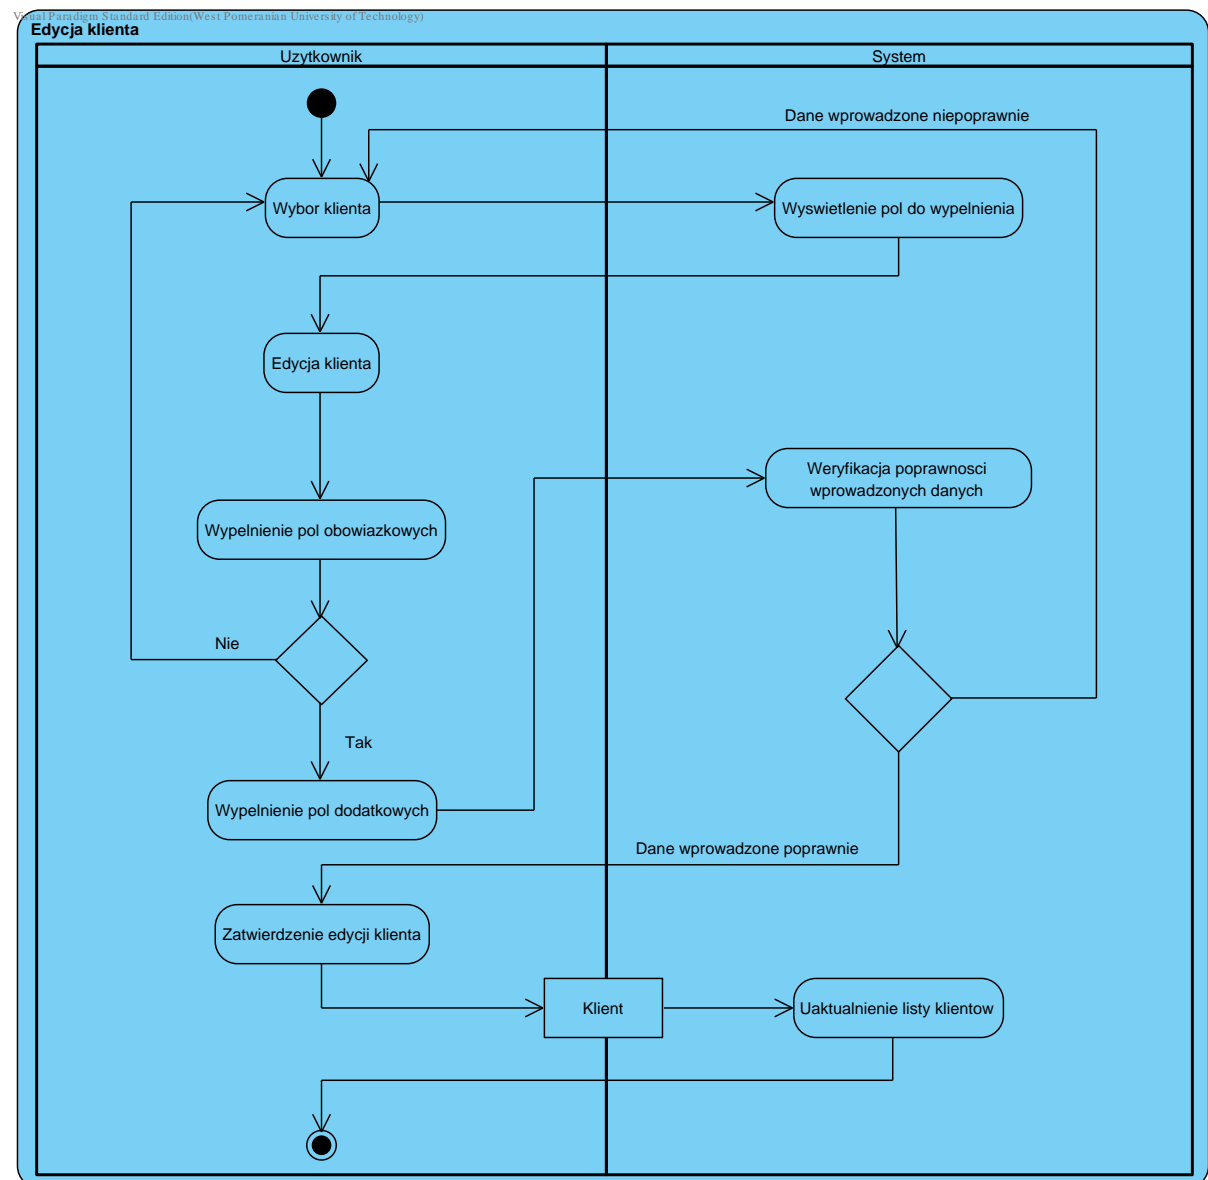 Visual Paradigm Standard Edition(West Pomeranian University of Technology)
Edycja klienta
Uzytkownik
System
Dane wprowadzone niepoprawnie
Wybor klienta
Wyswietlenie pol do wypelnienia
Edycja klienta
Weryfikacja poprawnosci
wprowadzonych danych
Wypelnienie pol obowiazkowych
Nie
Tak
Wypelnienie pol dodatkowych
Dane wprowadzone poprawnie
Zatwierdzenie edycji klienta
Klient
Uaktualnienie listy klientow